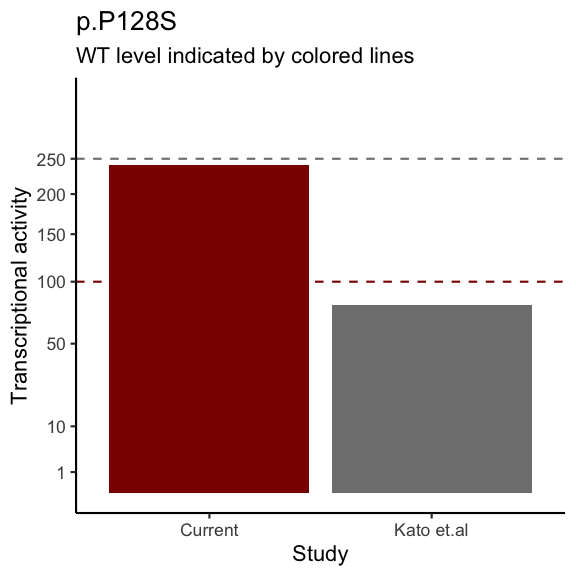 p.P128S
WT level indicated by colored lines
Transcriptional activity
250
200
150
100
50
10
1
Current
Kato et.al
Study